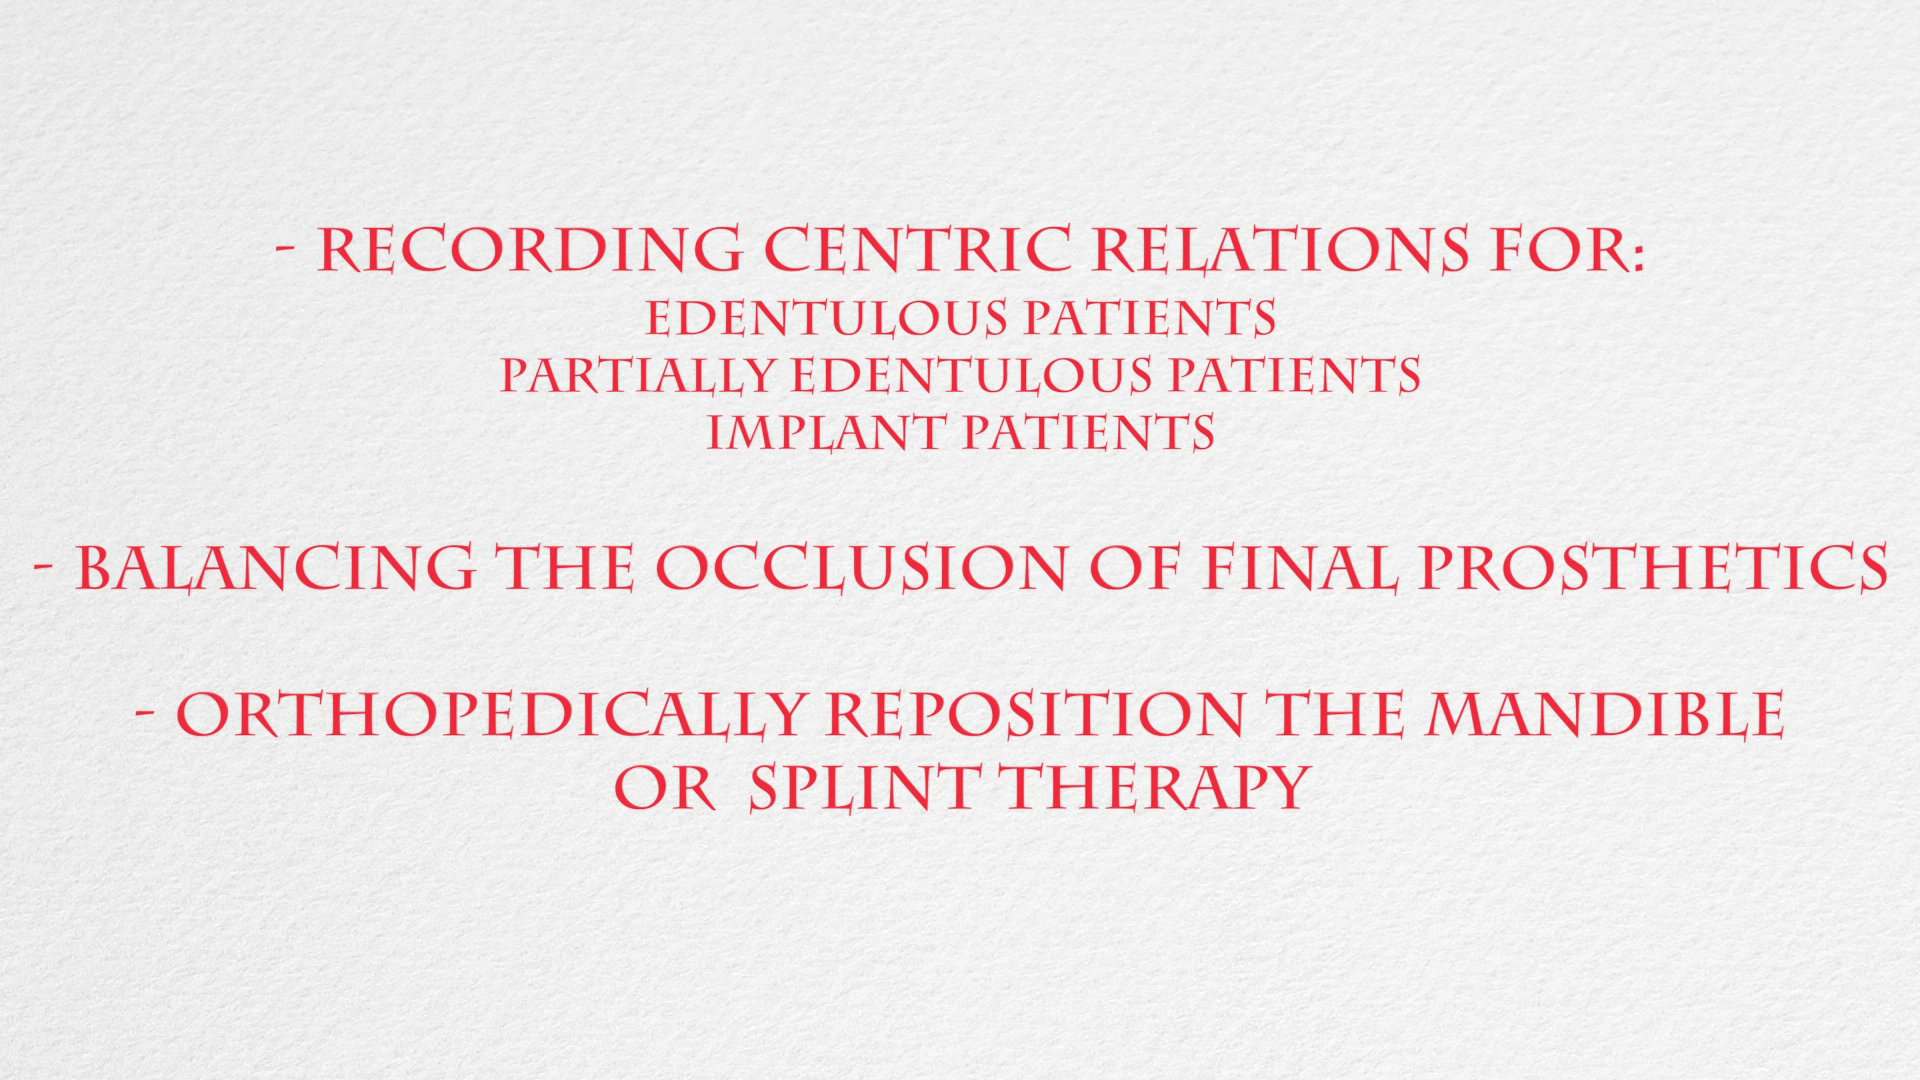 - RECORDING CENTRIC RELATIONS FOR:
EDENTULOUS PATIENTS
PARTIALLY EDENTULOUS PATIENTS
IMPLANT PATIENTS
- BALANCING THE OCCLUSION OF FINAL PROSTHETICS
- ORTHOPEDICALLY REPOSITION THE MANDIBLE
OR SPLINT THERAPY